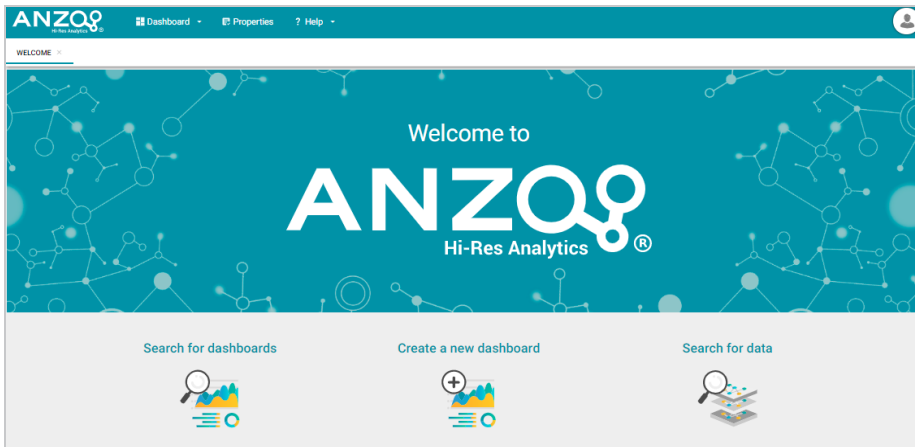 ANZO ®
Hi-Res Analytics
Dashboard
Properties
? Help
WELCOME ×
Welcome to
ANZO
Hi-Res Analytics ®
Search for dashboards
Create a new dashboard
Search for data